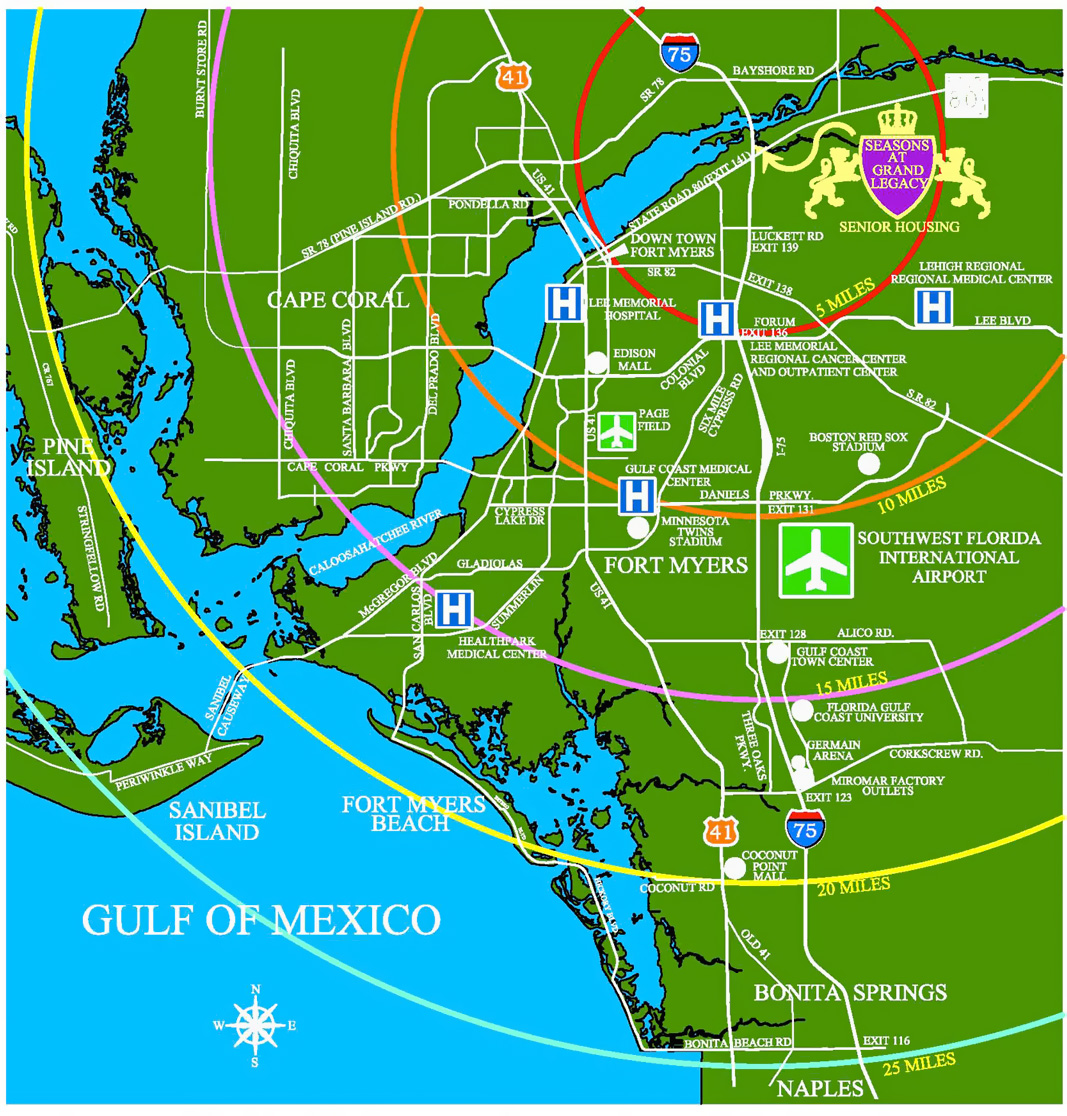 BURNT STORE RD
CHIQUITA BLVD
41
75
BAYSHORE RD
SR 78
80
SEASONS
AT
GRAND
LEGACY
SENIOR HOUSING
US 41
STATE ROAD 80 (EXIT 141)
PONDELLA RD
SR 78 (PINE ISLAND RD.)
DOWN TOWN
FORT MYERS
LUCKETT RD
EXIT 139
SR 82
EXIT 138
5 MILES
LEHIGH REGIONAL
REGIONAL MEDICAL CENTER
H
LEE BLVD
CAPE CORAL
H
LEE MEMORIAL
HOSPITAL
H
FORUM
EXIT 136
LEE MEMORIAL
REGIONAL CANCER CENTER
AND OUTPATIENT CENTER
EDISON
MALL
COLONIAL
BLVD
SIX MILE
CYPRESS RD
CHIQUITA BLVD
SANTA BARBARA BLVD
DEL PRADO BLVD
CR 767
S.R 82
US 41
PAGE
FIELD
I-75
BOSTON RED SOX
STADIUM
PINE
ISLAND
CAPE CORAL PKWY
GULF COAST MEDICAL
CENTER
H
DANIELS PRKWY.
EXIT 131
10 MILES
CYPRESS
LAKE DR
MINNESOTA
TWINS
STADIUM
STRINGFELLOW RD
CALOOSAHATCHEE RIVER
FORT MYERS
SOUTHWEST FLORIDA
INTERNATIONAL
AIRPORT
GLADIOLAS
McGREGOR BLVD
SAN CARLOS
BLVD
H
SUMMERLIN
HEALTHPARK
MEDICAL CENTER
US 41
EXIT 128
ALICO RD.
GULF COAST
TOWN CENTER
15 MILES
FLORIDA GULF
COAST UNIVERSITY
SANIBEL
CAUSEWAY
THREE OAKS
PKWY.
GERMAIN
ARENA
CORKSCREW RD.
PERIWINKLE WAY
MIROMAR FACTORY
OUTLETS
EXIT 123
SANIBEL
ISLAND
FORT MYERS
BEACH
41
75
COCONUT
POINT
MALL
COCONUT RD
20 MILES
HICKORY BLVD
GULF OF MEXICO
OLD 41
BONITA SPRINGS
N
W E
S
BONITA BEACH RD
EXIT 116
25 MILES
NAPLES